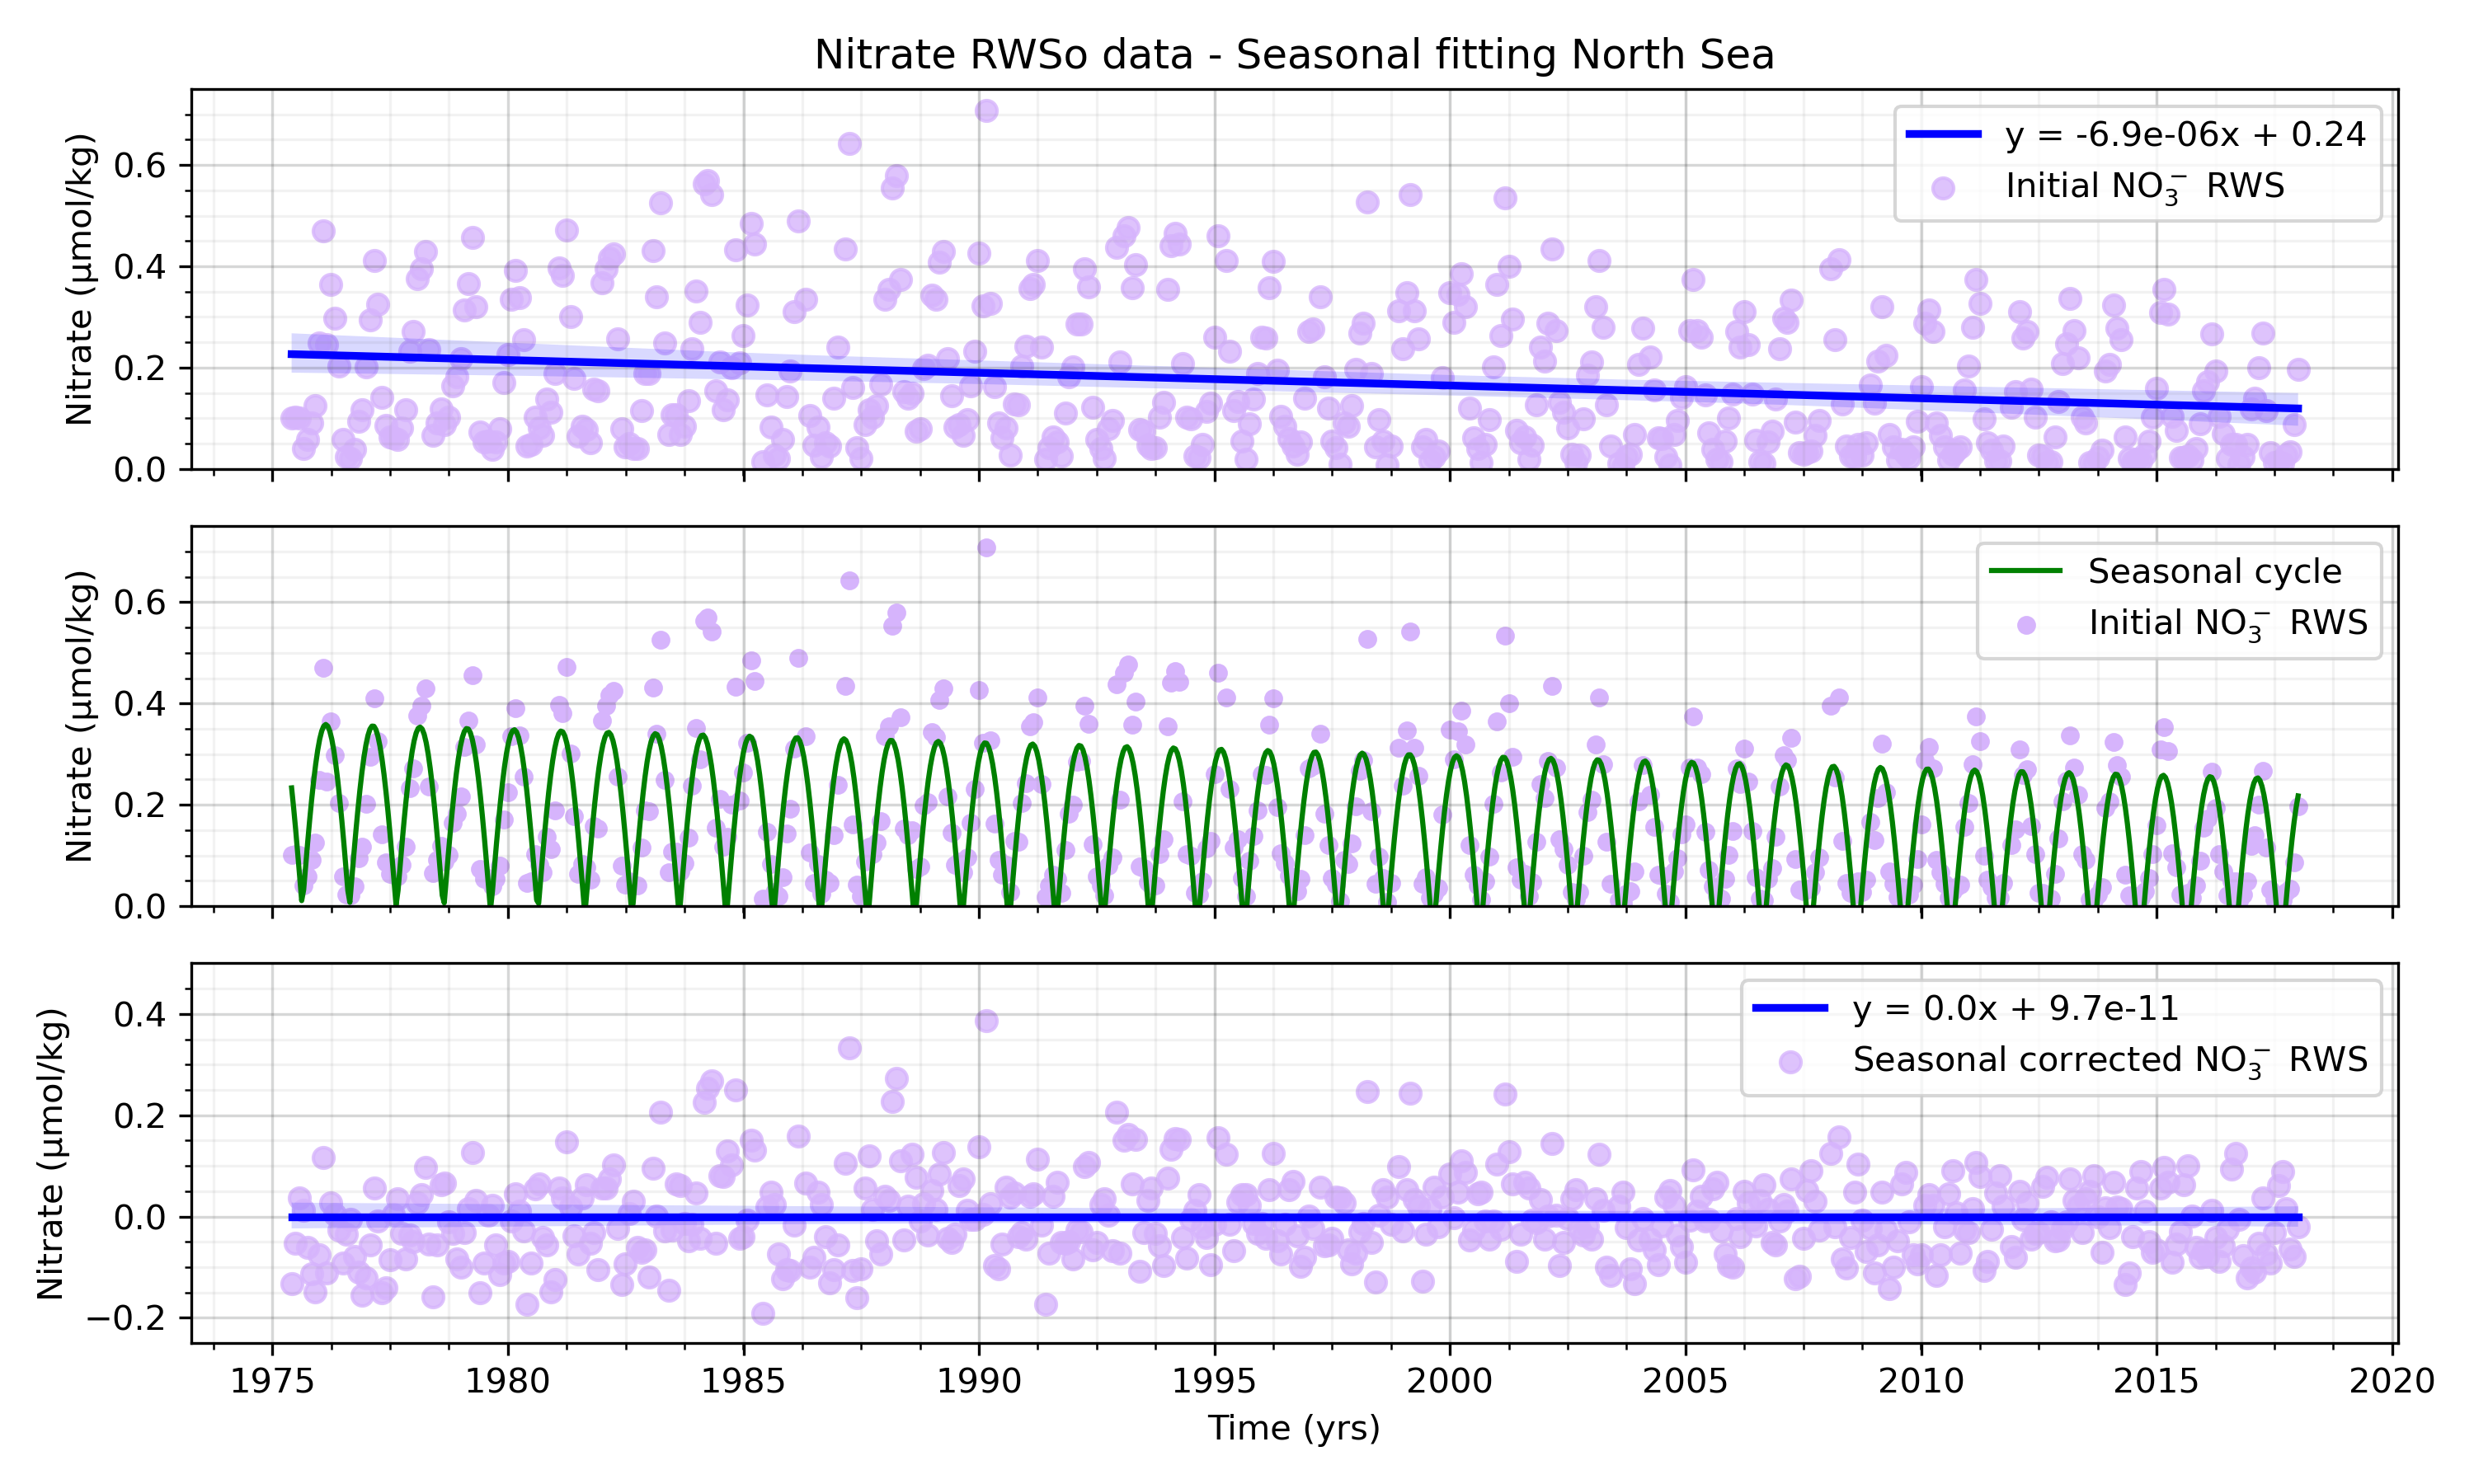 Nitrate RWSo data - Seasonal fitting North Sea
Nitrate (µmol/kg)
0.6
0.4
0.2
0.0
y = -6.9e-06x + 0.24
Initial NO₃⁻ RWS
Nitrate (µmol/kg)
0.6
0.4
0.2
0.0
Seasonal cycle
Initial NO₃⁻ RWS
Nitrate (µmol/kg)
0.4
0.2
0.0
−0.2
y = 0.0x + 9.7e-11
Seasonal corrected NO₃⁻ RWS
1975 1980 1985 1990 1995 2000 2005 2010 2015 2020
Time (yrs)